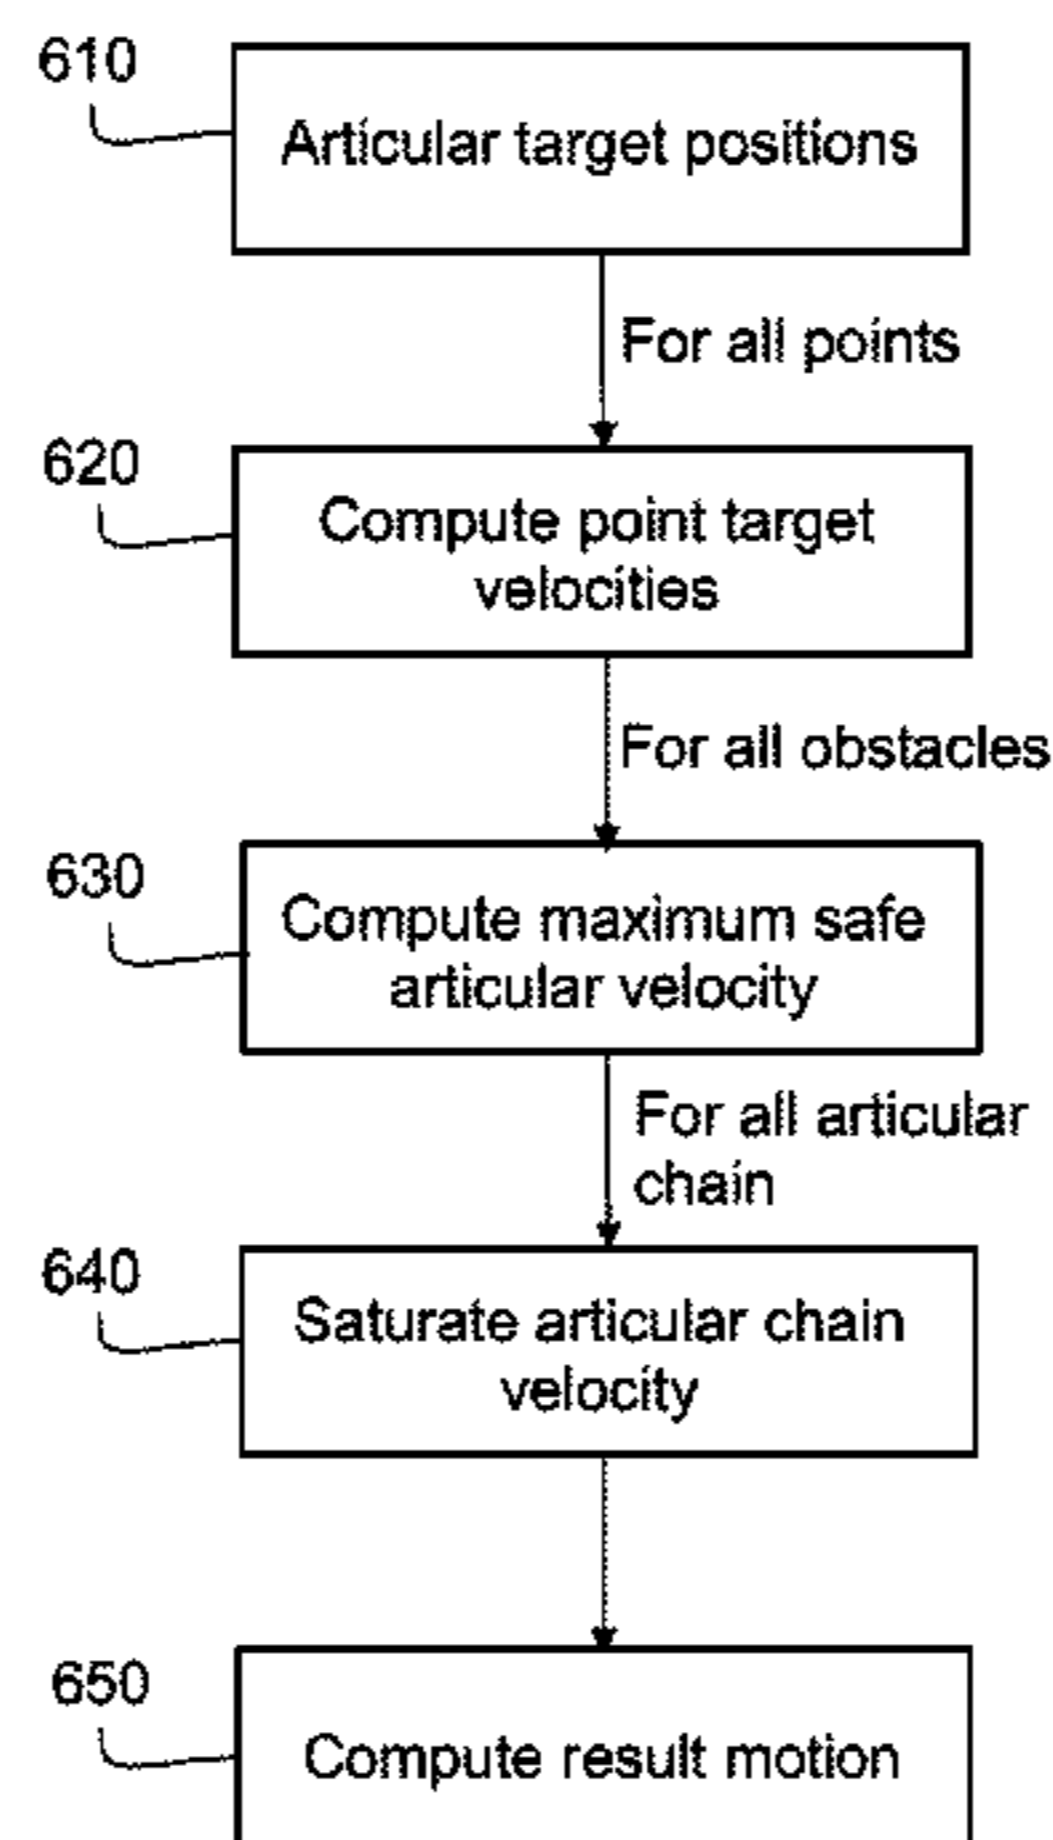 610
Articular target positions
For all points
620
Compute point target
velocities
For all obstacles
630
Compute maximum safe
articular velocity
For all articular
chain
640
Saturate articular chain
velocity
650
Compute result motion